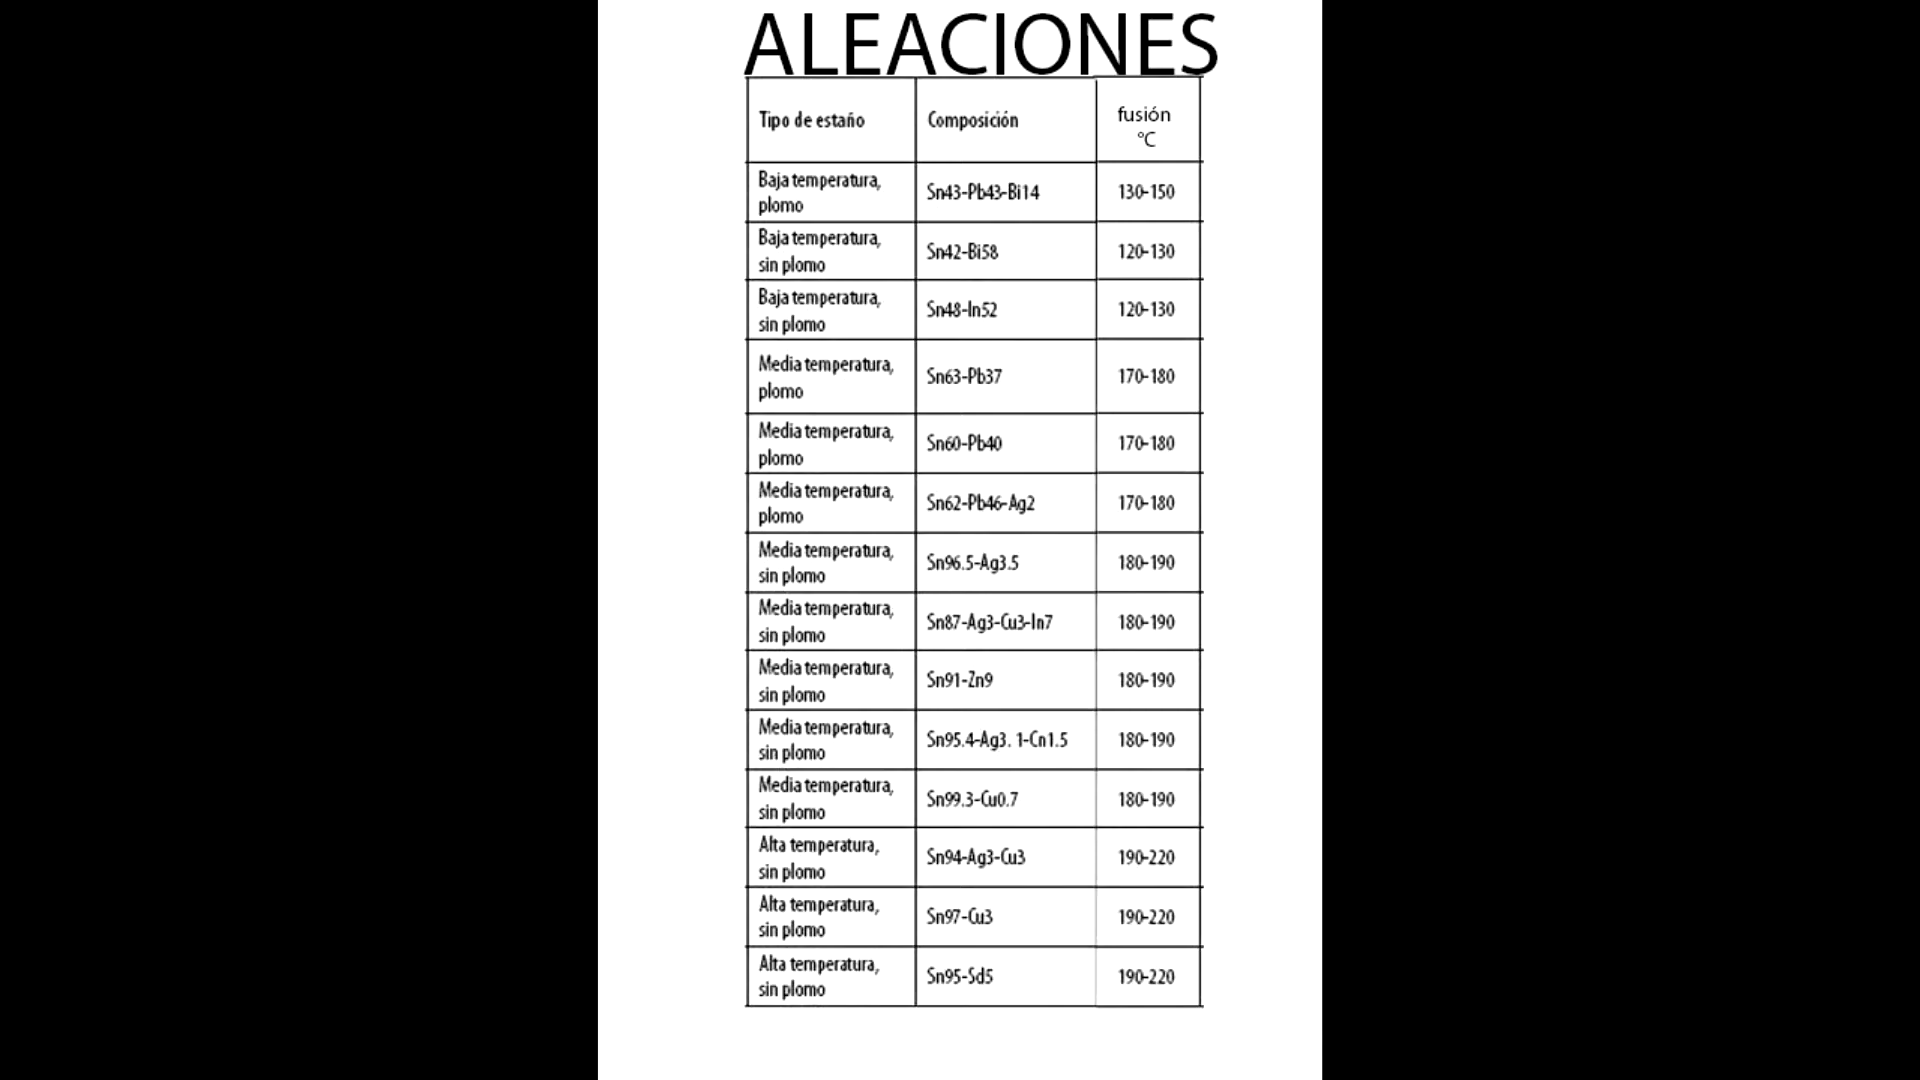 ALEACIONES
Tipo de estaño Composición fusión
°C
Baja temperatura,
plomo Sn43-Pb43-Bi14 130-150
Baja temperatura,
sin plomo Sn42-Bi58 120-130
Baja temperatura,
sin plomo Sn48-In52 120-130
Media temperatura,
plomo Sn63-Pb37 170-180
Media temperatura,
plomo Sn60-Pb40 170-180
Media temperatura,
plomo Sn62-Pb46-Ag2 170-180
Media temperatura,
sin plomo Sn96.5-Ag3.5 180-190
Media temperatura,
sin plomo Sn87-Ag3-Cu3-In7 180-190
Media temperatura,
sin plomo Sn91-Zn9 180-190
Media temperatura,
sin plomo Sn95.4-Ag3. 1-Cn1.5 180-190
Media temperatura,
sin plomo Sn99.3-Cu0.7 180-190
Alta temperatura,
sin plomo Sn94-Ag3-Cu3 190-220
Alta temperatura,
sin plomo Sn97-Cu3 190-220
Alta temperatura,
sin plomo Sn95-Sd5 190-220